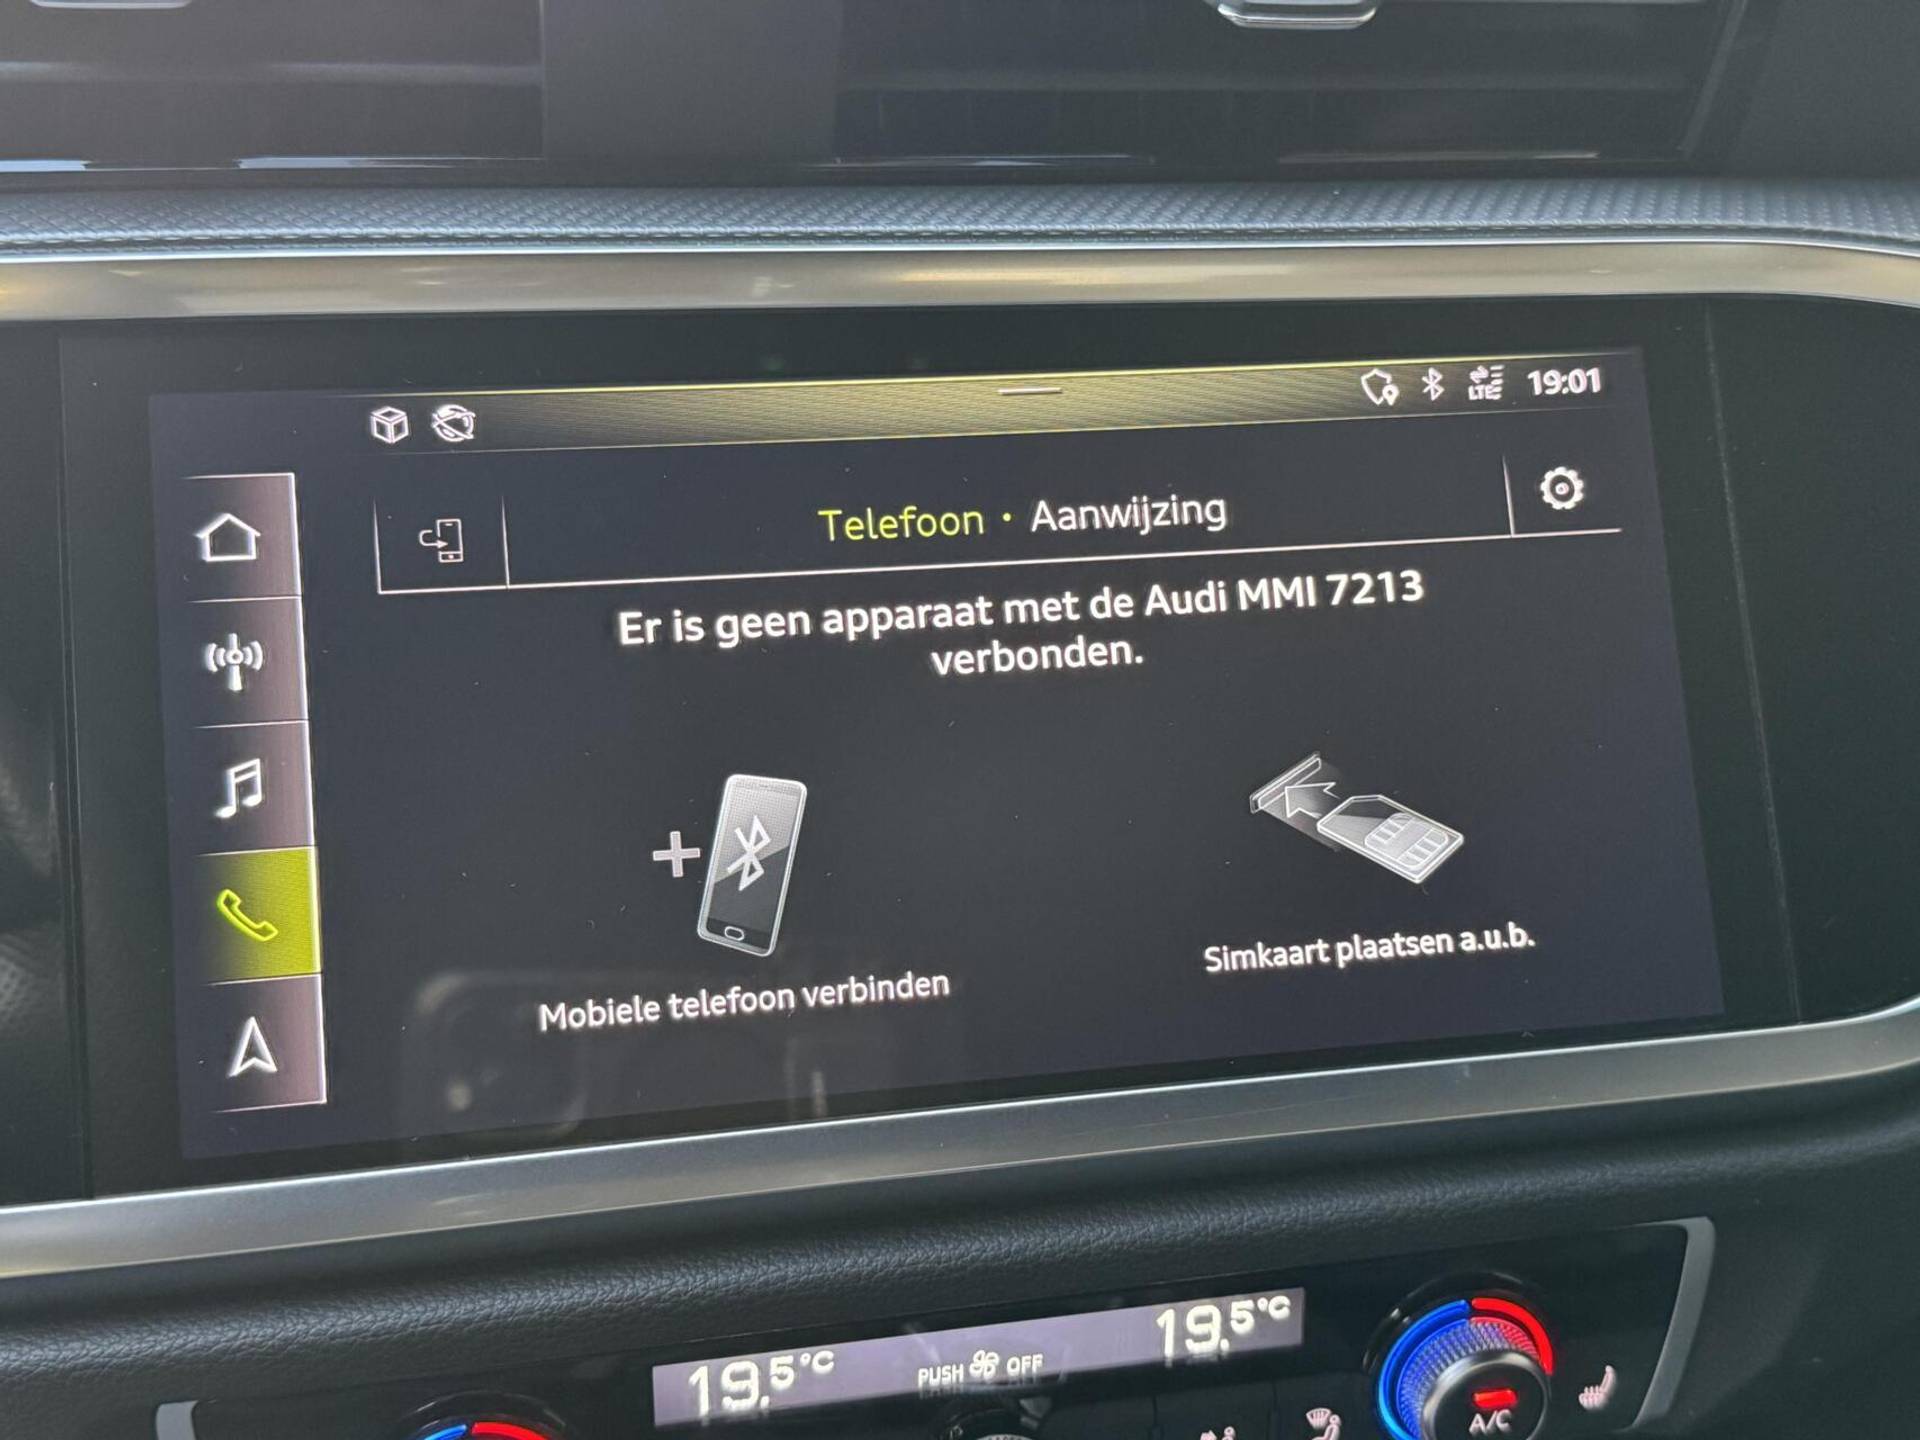 LTE 19:01
Telefoon · Aanwijzing
Er is geen apparaat met de Audi MMI 7213
verbonden.
Mobiele telefoon verbinden
Simkaart plaatsen a.u.b.
19.5°C PUSH OFF 19.5°C
A/C